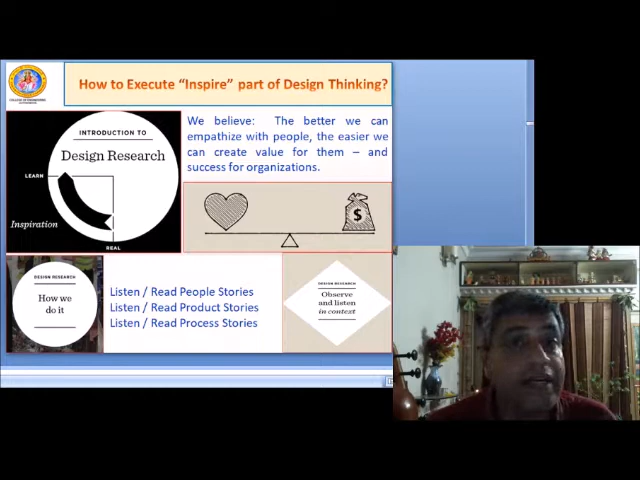 How to Execute “Inspire” part of Design Thinking?
INTRODUCTION TO
Design Research
LEARN
Inspiration
REAL
We believe: The better we can
empathize with people, the easier we
can create value for them – and
success for organizations.
$
DESIGN RESEARCH
How we
do it
Listen / Read People Stories
Listen / Read Product Stories
Listen / Read Process Stories
DESIGN RESEARCH
Observe
and listen
in context